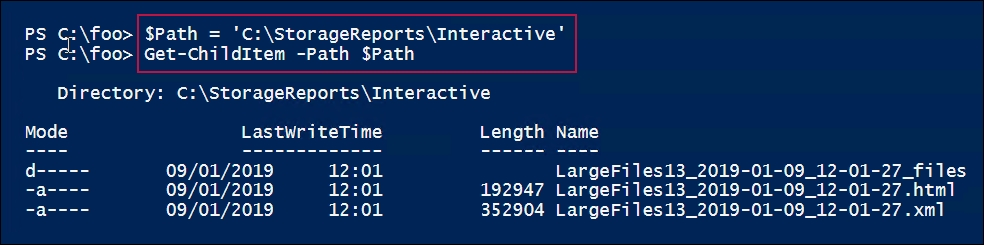 PS C:\foo> $Path = 'C:\StorageReports\Interactive'
PS C:\foo> Get-ChildItem -Path $Path
Directory: C:\StorageReports\Interactive
Mode LastWriteTime Length Name
---- ------------- ------ ----
d----- 09/01/2019 12:01 LargeFiles13_2019-01-09_12-01-27_files
-a---- 09/01/2019 12:01 192947 LargeFiles13_2019-01-09_12-01-27.html
-a---- 09/01/2019 12:01 352904 LargeFiles13_2019-01-09_12-01-27.xml